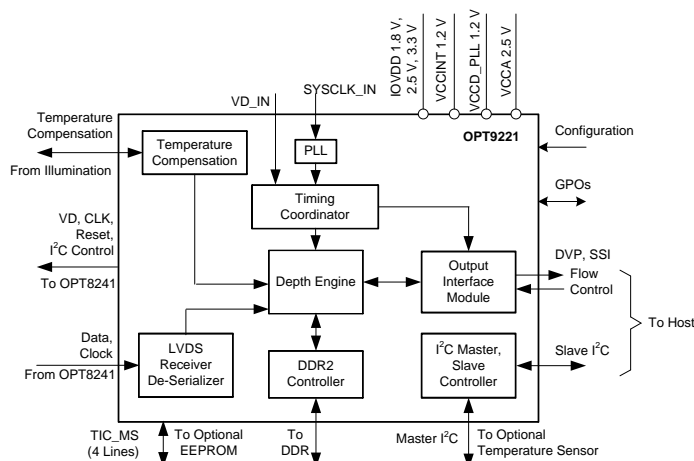 IOVDD 1.8 V,
2.5 V, 3.3 V
VCCINT 1.2 V
VCCD_PLL 1.2 V
VCCA 2.5 V
SYSCLK_IN
VD_IN
OPT9221
Temperature
Compensation
From Illumination
Temperature
Compensation
PLL
Configuration
Timing
Coordinator
GPOs
VD, CLK,
Reset,
I²C Control
To OPT8241
Depth Engine
Output
Interface
Module
DVP, SSI
Flow
Control
To Host
Data,
Clock
From OPT8241
LVDS
Receiver
De-Serializer
DDR2
Controller
I²C Master,
Slave
Controller
Slave I²C
TIC_MS
(4 Lines)
To Optional
EEPROM
To
DDR
Master I²C
To Optional
Temperature Sensor